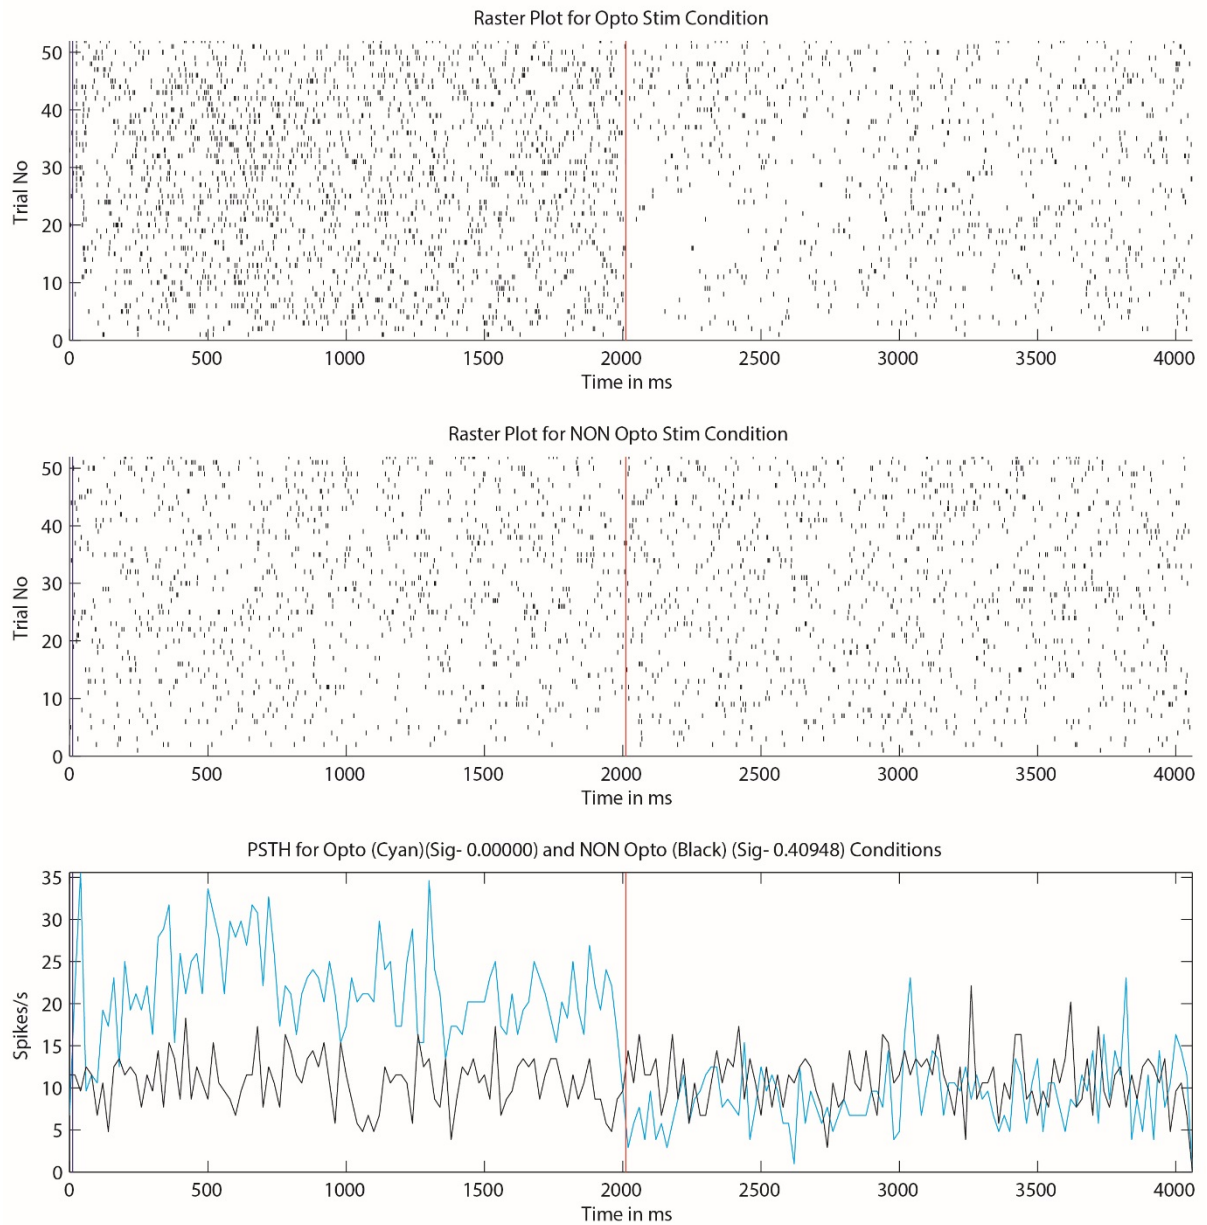 Raster Plot for Opto Stim Condition
50
40
30
20
10
0
Trial No
0 500 1000 1500 2000 2500 3000 3500 4000
Time in ms
Raster Plot for NON Opto Stim Condition
50
40
30
20
10
0
Trial No
0 500 1000 1500 2000 2500 3000 3500 4000
Time in ms
PSTH for Opto (Cyan)(Sig- 0.00000) and NON Opto (Black) (Sig- 0.40948) Conditions
35
30
25
20
15
10
5
0
Spikes/s
0 500 1000 1500 2000 2500 3000 3500 4000
Time in ms